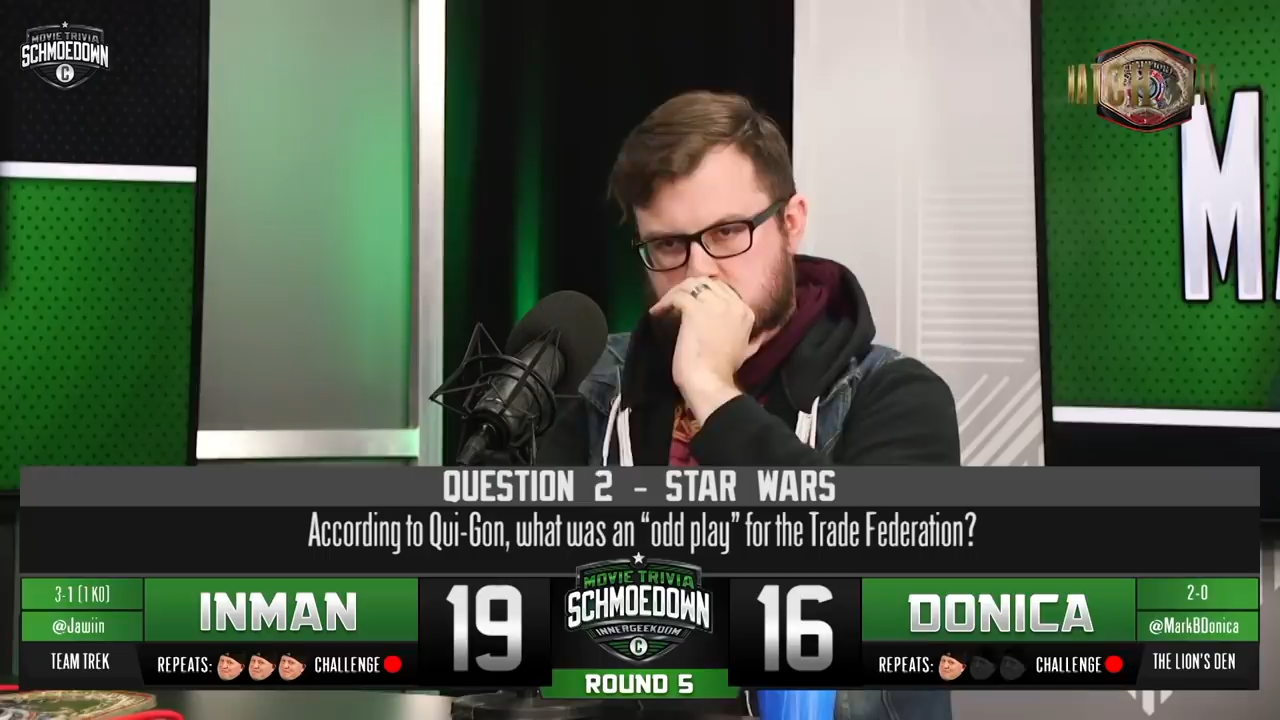 MOVIE TRIVIA
SCHMOEDOWN
C
M
QUESTION 2 - STAR WARS
According to Qui-Gon, what was an “odd play” for the Trade Federation?
3-1 (1 KO)
@Jawiin
TEAM TREK
INMAN
REPEATS:
CHALLENGE
19
MOVIE TRIVIA
SCHMOEDOWN
INNERGEEKDOM
C
ROUND 5
16
DONICA
REPEATS:
CHALLENGE
2-0
@MarkBDonica
THE LION'S DEN